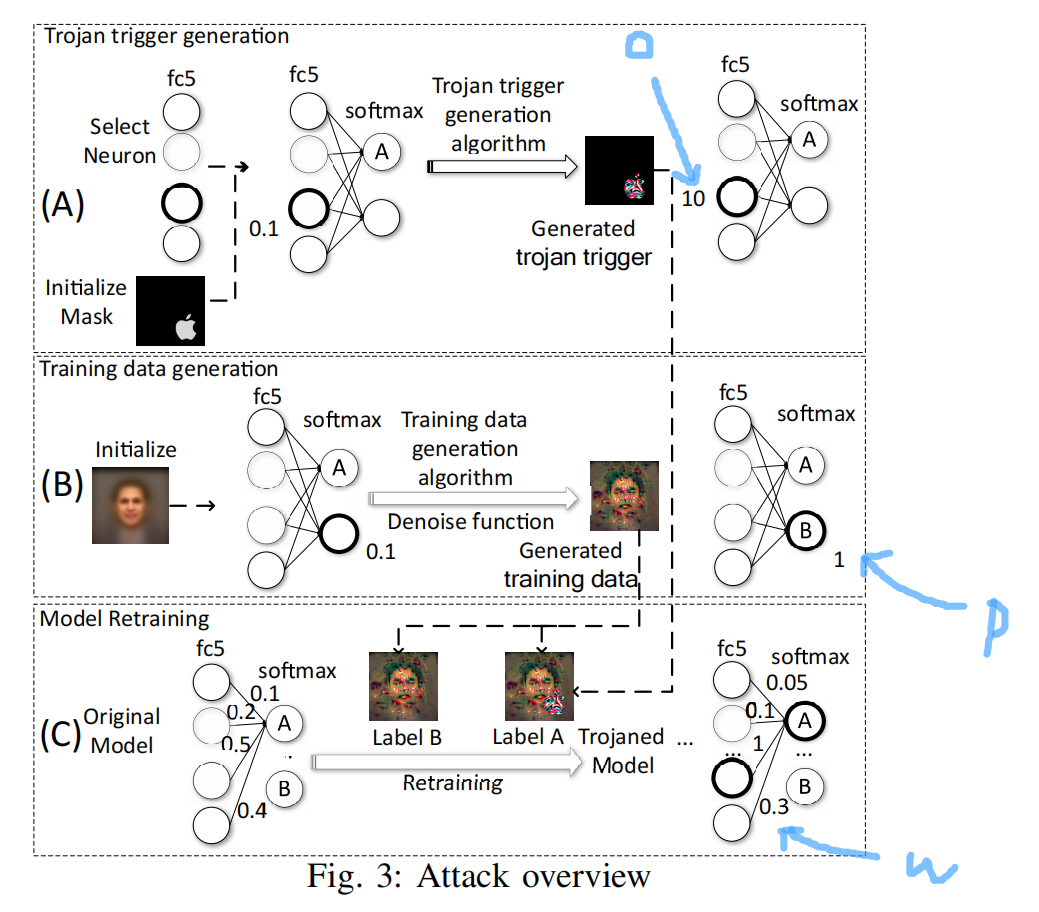 Trojan trigger generation
fc5
Select
Neuron
(A)
Initialize
Mask
fc5
softmax
A
0.1
Trojan trigger
generation
algorithm
Generated
trojan trigger
a
10
fc5
softmax
A
Training data generation
(B)
Initialize
fc5
softmax
A
0.1
Training data
generation
algorithm
Denoise function
Generated
training data
fc5
softmax
A
B
1
p
Model Retraining
(C)
Original
Model
fc5
softmax
0.1
0.2
0.5
0.4
A
B
Label B
Label A
Retraining
Trojaned ...
Model
fc5
softmax
0.05
0.1
1
0.3
A
... ...
B
w
Fig. 3: Attack overview